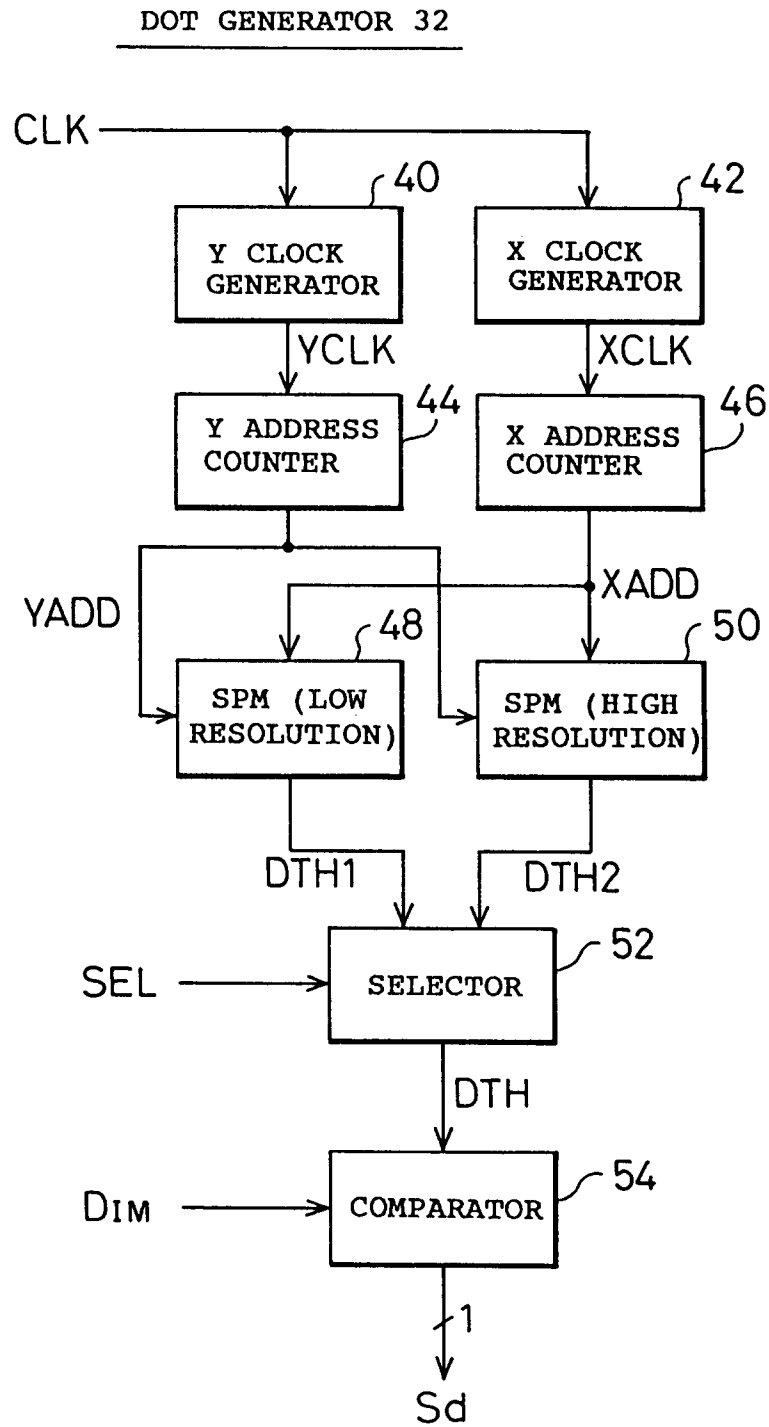 DOT GENERATOR 32
CLK
40
42
Y CLOCK
GENERATOR
X CLOCK
GENERATOR
YCLK
XCLK
44
46
Y ADDRESS
COUNTER
X ADDRESS
COUNTER
YADD
XADD
48
50
SPM (LOW
RESOLUTION)
SPM (HIGH
RESOLUTION)
DTH1
DTH2
52
SEL
SELECTOR
DTH
54
DIM
COMPARATOR
1
Sd